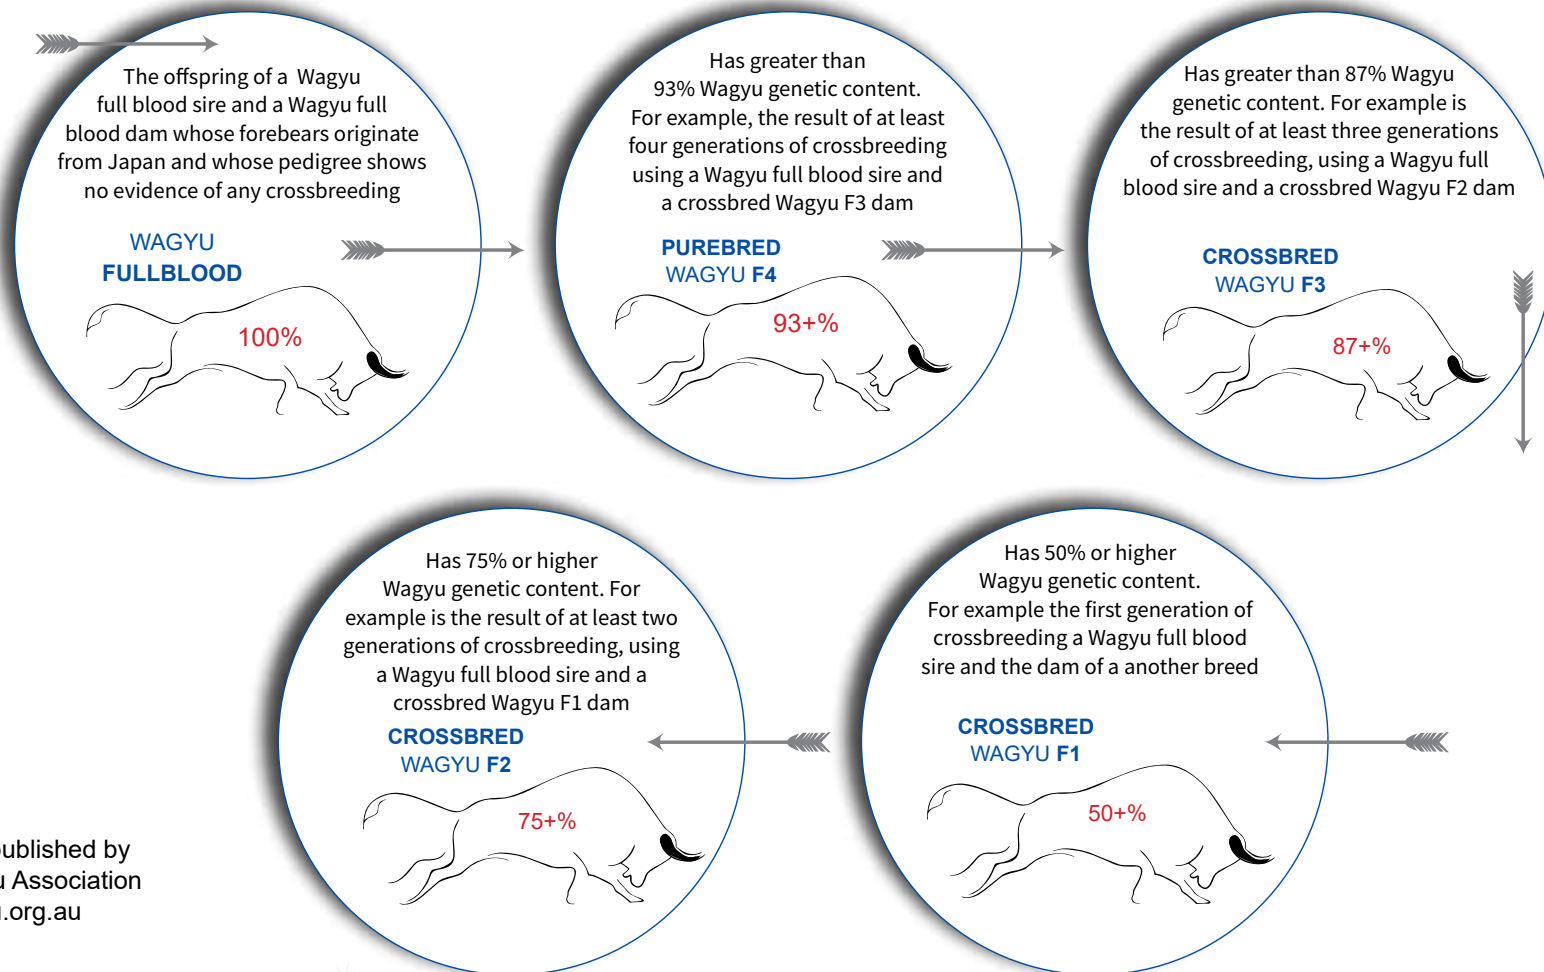 The offspring of a Wagyu
full blood sire and a Wagyu full
blood dam whose forebears originate
from Japan and whose pedigree shows
no evidence of any crossbreeding
WAGYU
FULLBLOOD
100%
Has greater than
93% Wagyu genetic content.
For example, the result of at least
four generations of crossbreeding
using a Wagyu full blood sire and
a crossbred Wagyu F3 dam
PUREBRED
WAGYU F4
93+%
Has greater than 87% Wagyu
genetic content. For example is
the result of at least three generations
of crossbreeding, using a Wagyu full
blood sire and a crossbred Wagyu F2 dam
CROSSBRED
WAGYU F3
87+%
Has 75% or higher
Wagyu genetic content. For
example is the result of at least two
generations of crossbreeding, using
a Wagyu full blood sire and a
crossbred Wagyu F1 dam
CROSSBRED
WAGYU F2
75+%
Has 50% or higher
Wagyu genetic content.
For example the first generation of
crossbreeding a Wagyu full blood
sire and the dam of a another breed
CROSSBRED
WAGYU F1
50+%
ublished by
u Association
.org.au